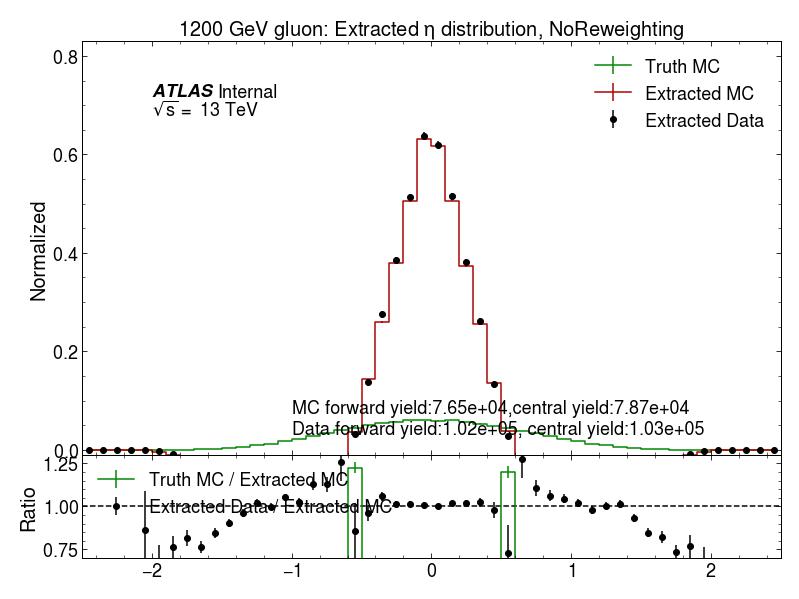 1200 GeV gluon: Extracted η distribution, NoReweighting
0.8
ATLAS Internal
√s = 13 TeV
Truth MC
Extracted MC
Extracted Data
0.6
Normalized
0.4
0.2
MC forward yield:7.65e+04,central yield:7.87e+04
Data forward yield:1.02e+05, central yield:1.03e+05
0.0
1.25
Truth MC / Extracted MC
Ratio
1.00
Extracted Data / Extracted MC
0.75
−2
−1
0
1
2